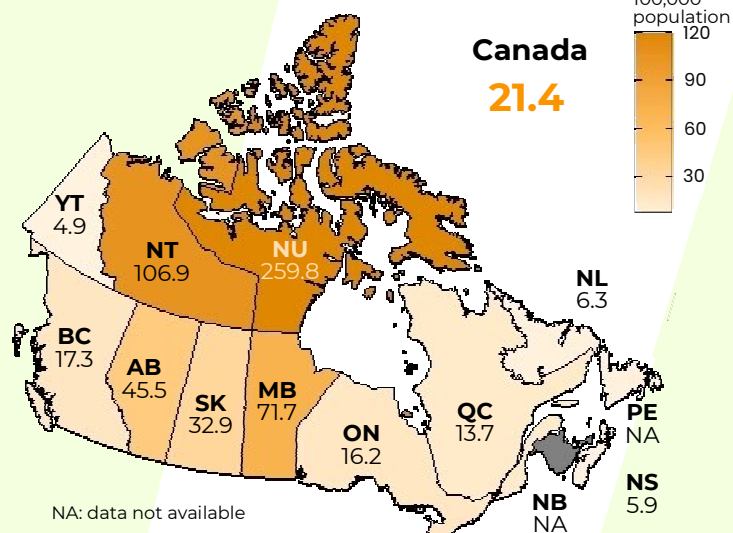 100,000
population
120
90
60
30
Canada
21.4
YT
4.9
NT
106.9
NU
259.8
NL
6.3
BC
17.3
AB
45.5
SK
32.9
MB
71.7
ON
16.2
QC
13.7
PE
NA
NS
5.9
NB
NA
NA: data not available